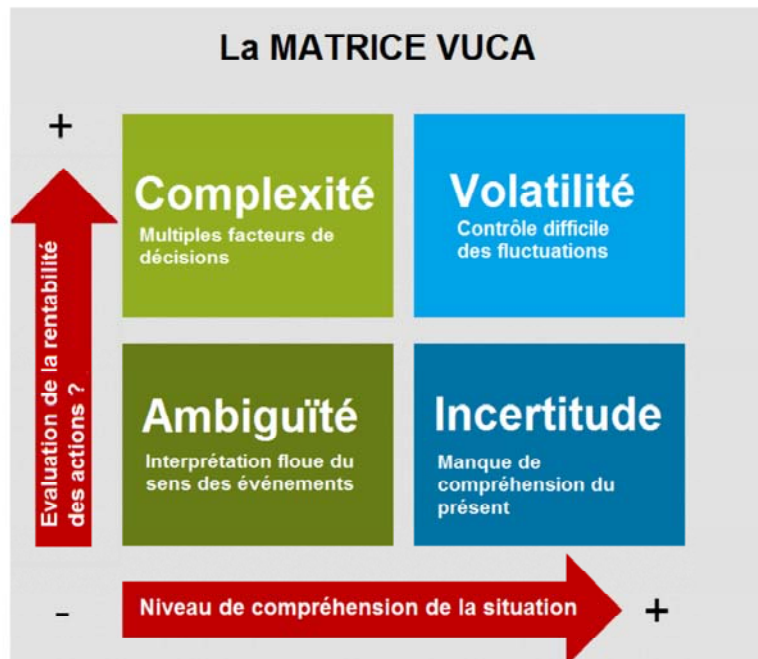 La MATRICE VUCA
+
Complexité
Multiples facteurs de
décisions
Volatilité
Contrôle difficile
des fluctuations
Evaluation de la rentabilité
des actions ?
Ambiguïté
Interprétation floue du
sens des événements
Incertitude
Manque de
compréhension du
présent
-
Niveau de compréhension de la situation
+